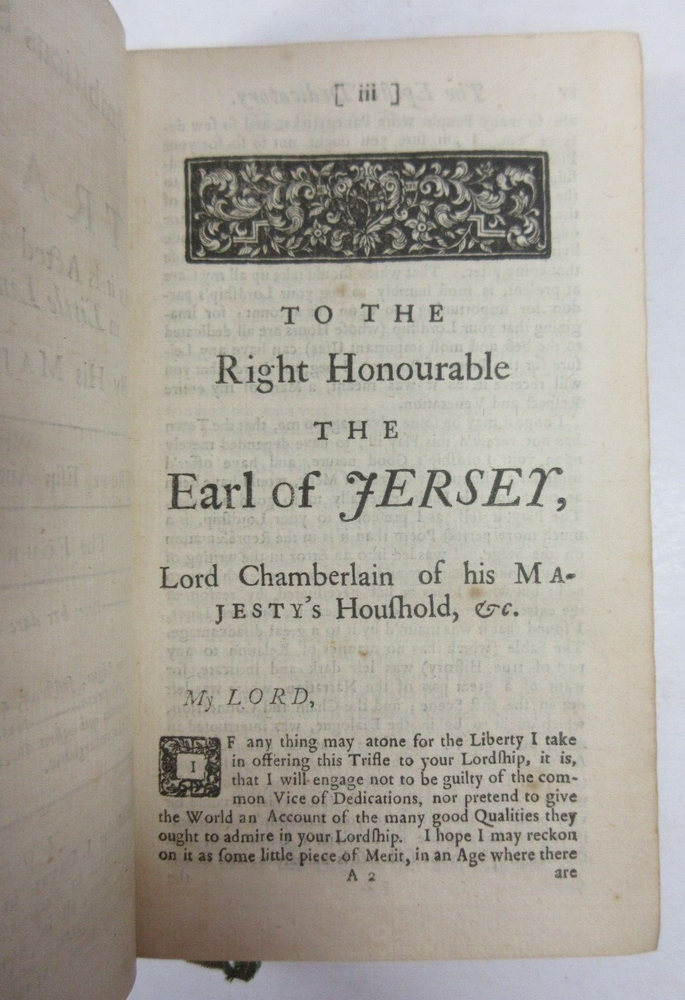 [ iii ]
TO THE
Right Honourable
THE
Earl of JERSEY,
Lord Chamberlain of his MA-
JESTY's Houſhold, &c.
My LORD,
IF any thing may atone for the Liberty I take
in offering this Trifle to your Lordſhip, it is,
that I will engage not to be guilty of the com-
mon Vice of Dedications, nor pretend to give
the World an Account of the many good Qualities they
ought to admire in your Lordſhip. I hope I may reckon
on it as ſome little piece of Merit, in an Age where there
A 2 are